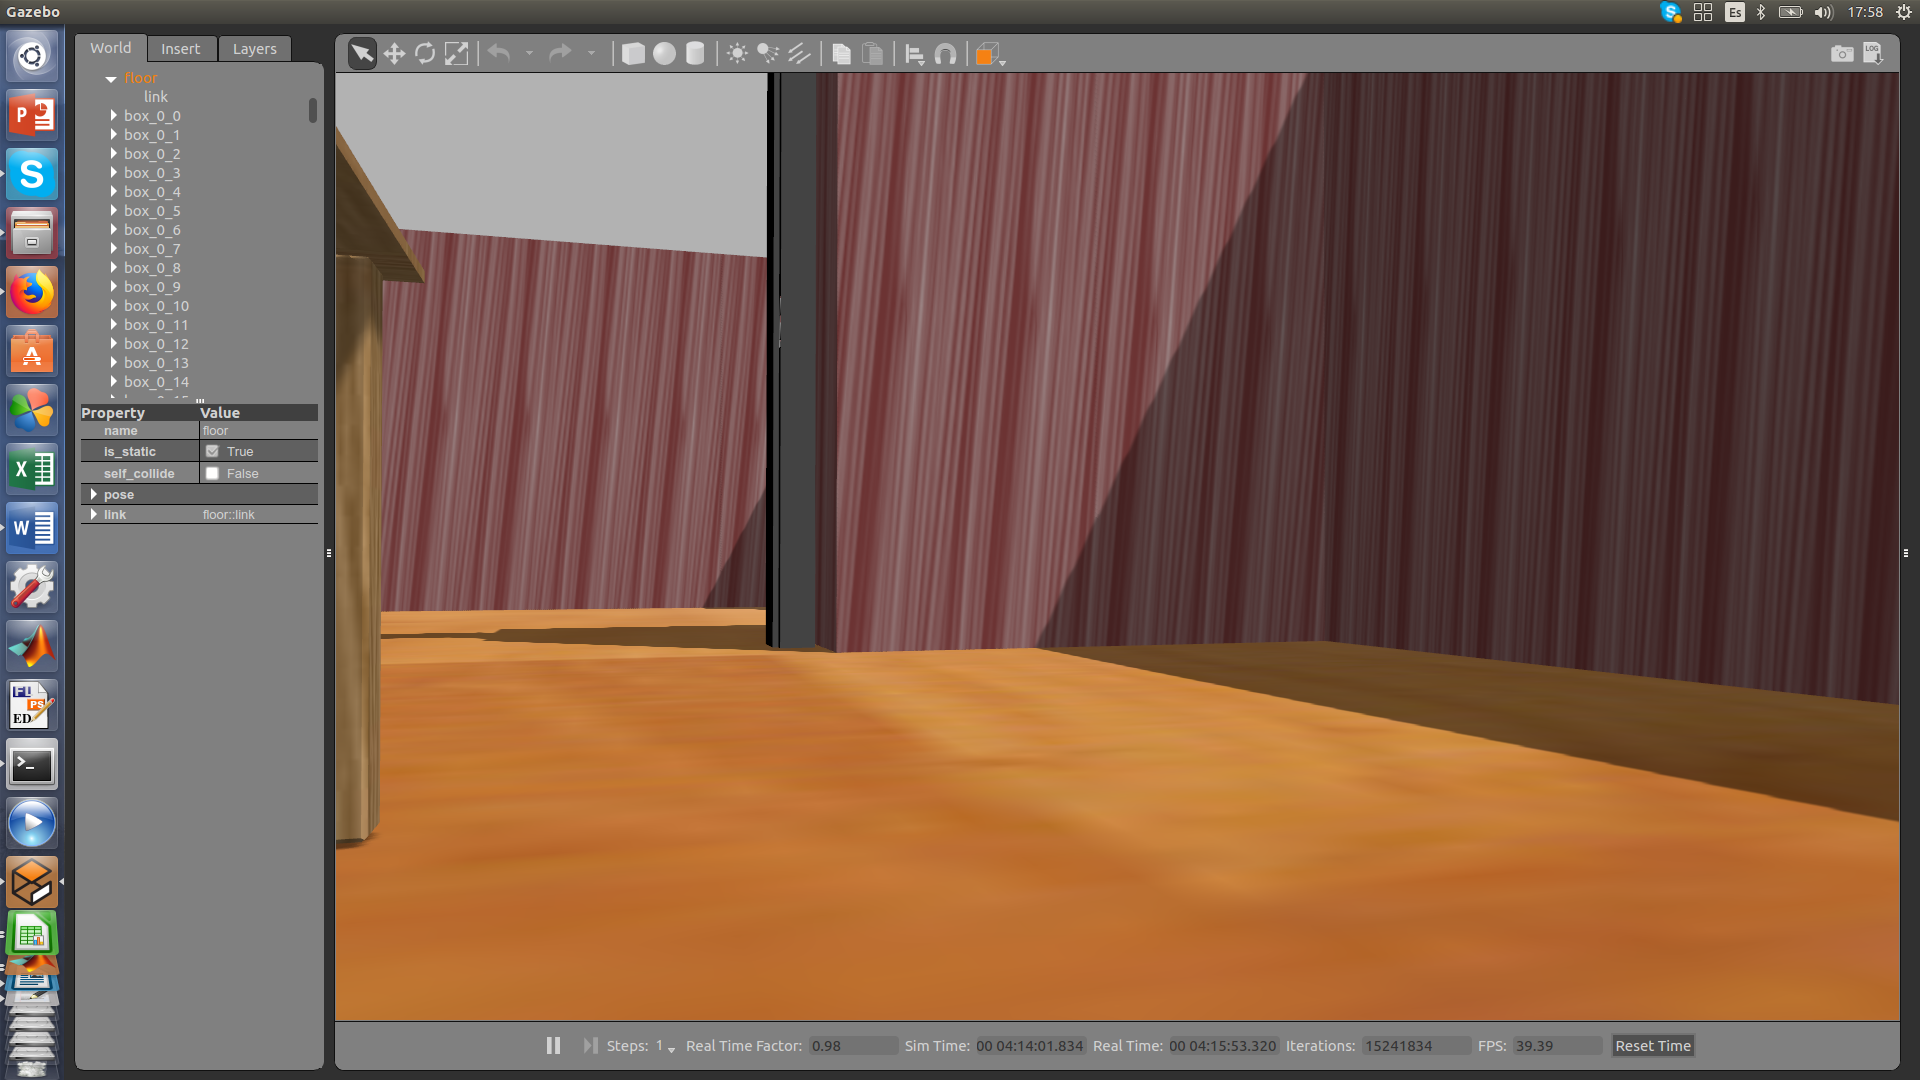 Gazebo
Es
17:58
World
Insert
Layers
LOG
floor
link
box_0_0
box_0_1
box_0_2
box_0_3
box_0_4
box_0_5
box_0_6
box_0_7
box_0_8
box_0_9
box_0_10
box_0_11
box_0_12
box_0_13
box_0_14
Property Value
name floor
is_static True
self_collide False
pose
link floor::link
Steps: 1 Real Time Factor: 0.98 Sim Time: 00 04:14:01.834 Real Time: 00 04:15:53.320 Iterations: 15241834 FPS: 39.39 Reset Time